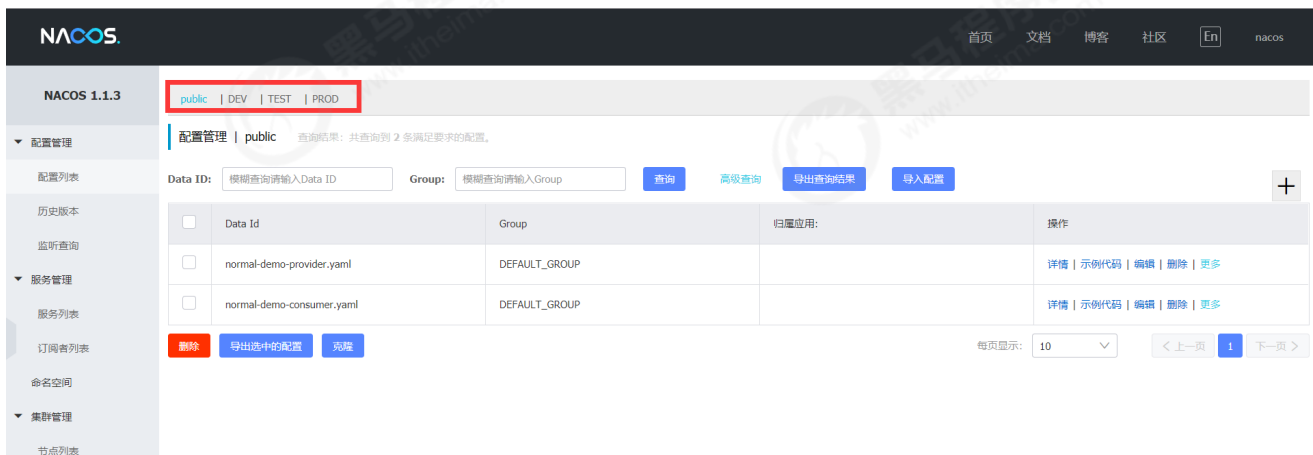 NACOS.
首页 文档 博客 社区 En nacos
NACOS 1.1.3
public | DEV | TEST | PROD
配置管理 | public 查询结果：共查询到 2 条满足要求的配置。
配置管理
配置列表
历史版本
监听查询
服务管理
服务列表
订阅者列表
命名空间
集群管理
节点列表
Data ID: 模糊查询请输入Data ID Group: 模糊查询请输入Group 查询 高级查询 导出查询结果 导入配置
Data Id Group 归属应用: 操作
normal-demo-provider.yaml DEFAULT_GROUP 详情 | 示例代码 | 编辑 | 删除 | 更多
normal-demo-consumer.yaml DEFAULT_GROUP 详情 | 示例代码 | 编辑 | 删除 | 更多
删除 导出选中的配置 克隆 每页显示: 10 < 上一页 1 下一页 >